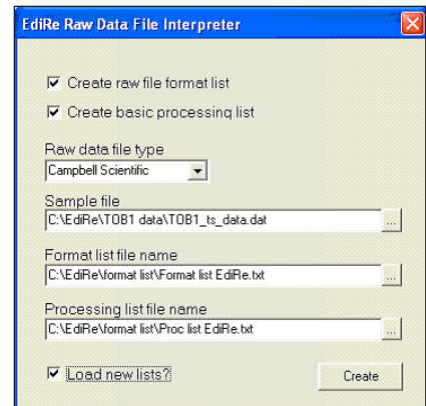 EdiRe Raw Data File Interpreter
Create raw file format list
Create basic processing list
Raw data file type
Campbell Scientific
Sample file
C:\EdiRe\TOB1 data\TOB1_ts_data.dat
...
Format list file name
C:\EdiRe\format list\Format list EdiRe.txt
...
Processing list file name
C:\EdiRe\format list\Proc list EdiRe.txt
...
Load new lists?
Create